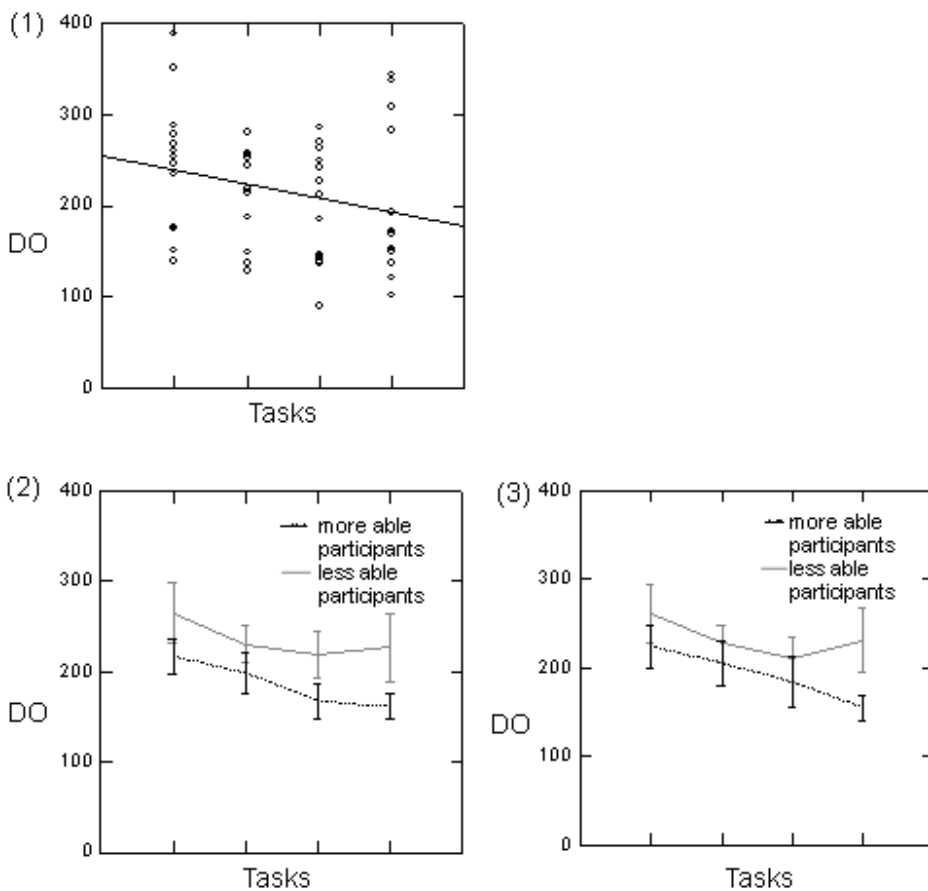 (1)
400
300
200
DO
100
0
Tasks
(2)
400
more able
participants
less able
participants
300
200
DO
100
0
Tasks
(3)
400
more able
participants
less able
participants
300
200
DO
100
0
Tasks